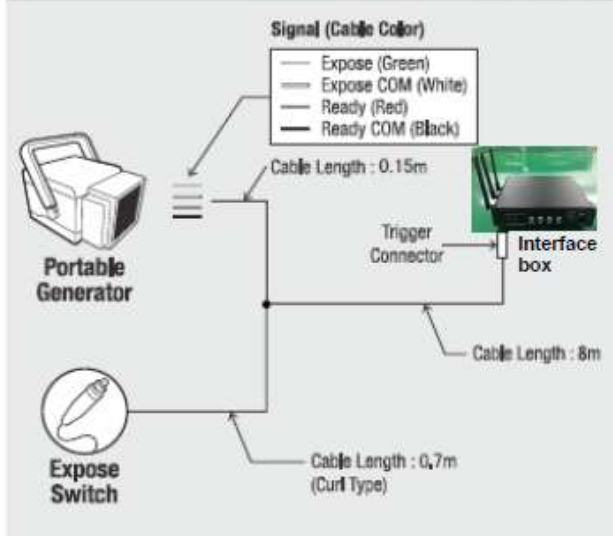 Signal (Cable Color)
Expose (Green)
Expose COM (White)
Ready (Red)
Ready COM (Black)
Cable Length : 0.15m
Trigger
Connector
Interface
box
Portable
Generator
Cable Length : 8m
Expose
Switch
Cable Length : 0.7m
(Curl Type)